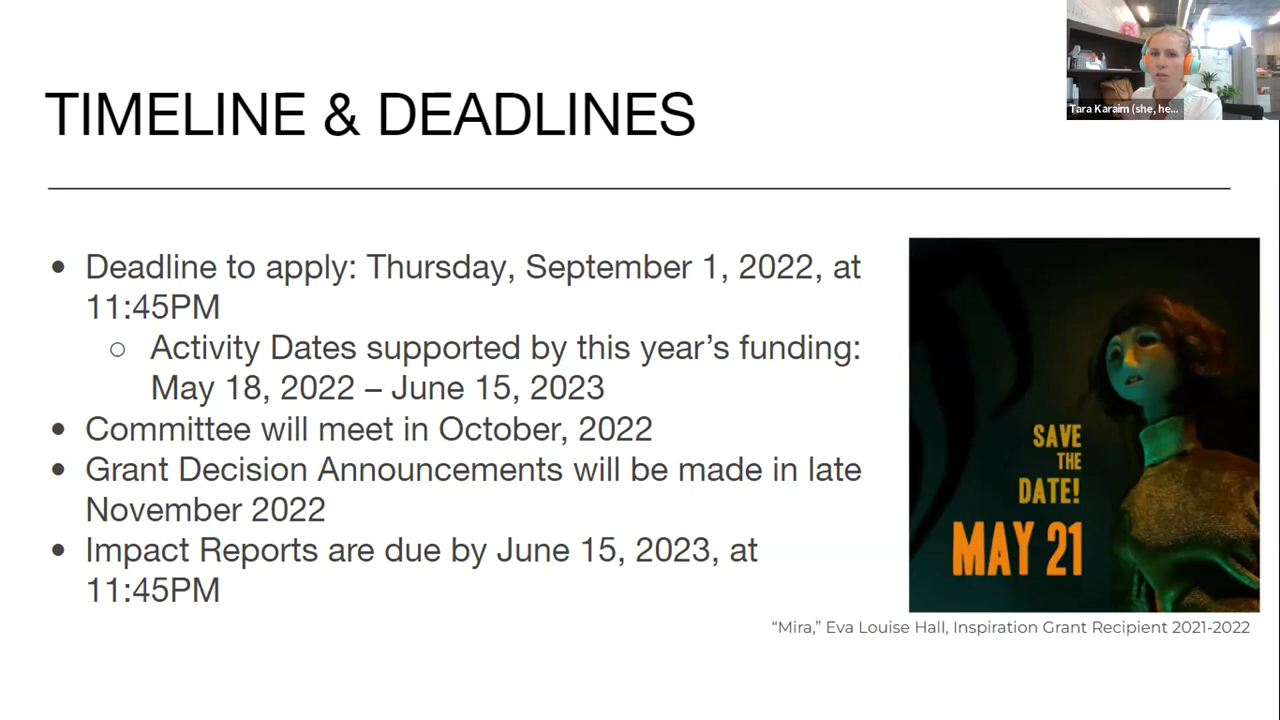 Tara Karaim (she, he...
TIMELINE & DEADLINES
• Deadline to apply: Thursday, September 1, 2022, at
11:45PM
○ Activity Dates supported by this year’s funding:
May 18, 2022 – June 15, 2023
• Committee will meet in October, 2022
• Grant Decision Announcements will be made in late
November 2022
• Impact Reports are due by June 15, 2023, at
11:45PM
SAVE
THE
DATE!
MAY 21
“Mira,” Eva Louise Hall, Inspiration Grant Recipient 2021-2022